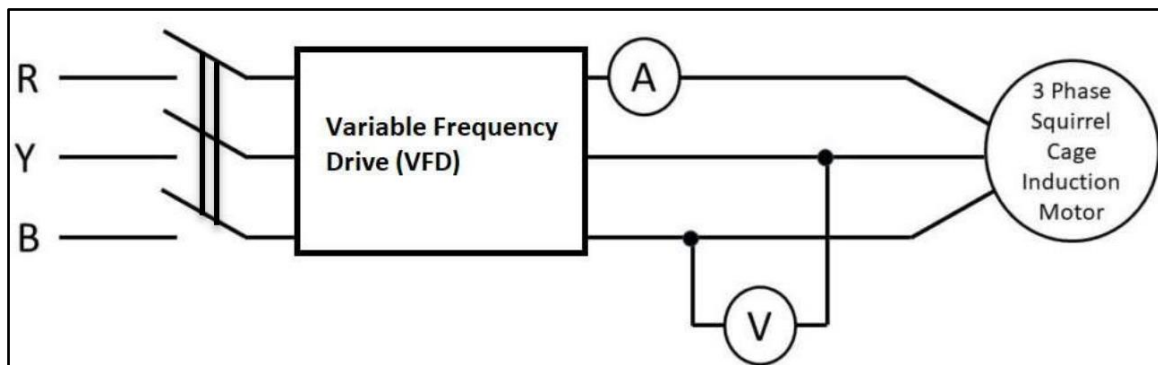 R
Y
B
Variable Frequency
Drive (VFD)
A
V
3 Phase
Squirrel
Cage
Induction
Motor